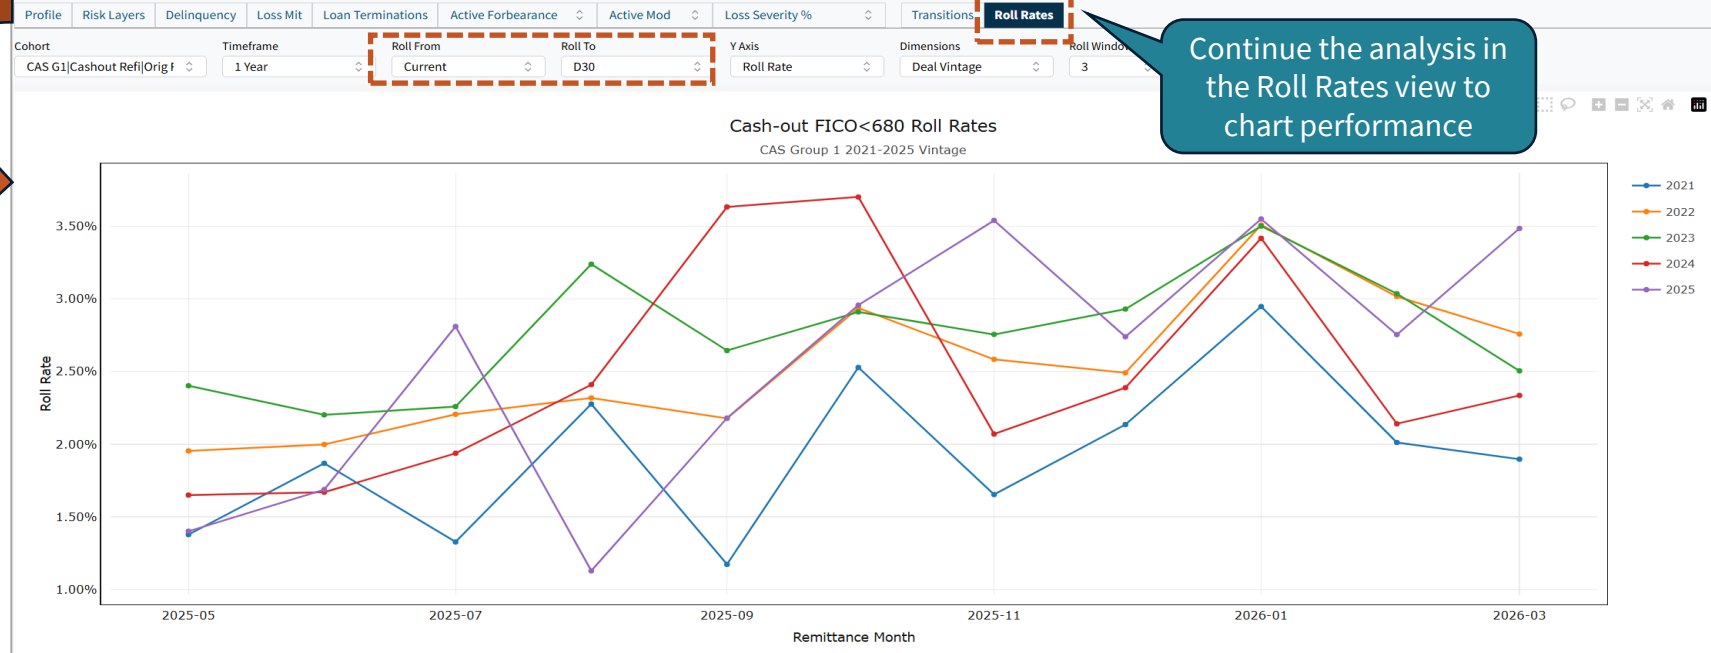 Profile
Risk Layers
Delinquency
Loss Mit
Loan Terminations
Active Forbearance
Active Mod
Loss Severity %
Transitions
Roll Rates
Cohort
Timeframe
Roll From
Roll To
Y Axis
Dimensions
CAS G1|Cashout Refi|Orig
1 Year
Current
D30
Roll Rate
Deal Vintage
3
Continue the analysis in
the Roll Rates view to
chart performance
Cash-out FICO<680 Roll Rates
CAS Group 1 2021-2025 Vintage
3.50%
3.00%
2.50%
2.00%
1.50%
1.00%
Roll Rate
2025-05
2025-07
2025-09
2025-11
2026-01
2026-03
Remittance Month
2021
2022
2023
2024
2025